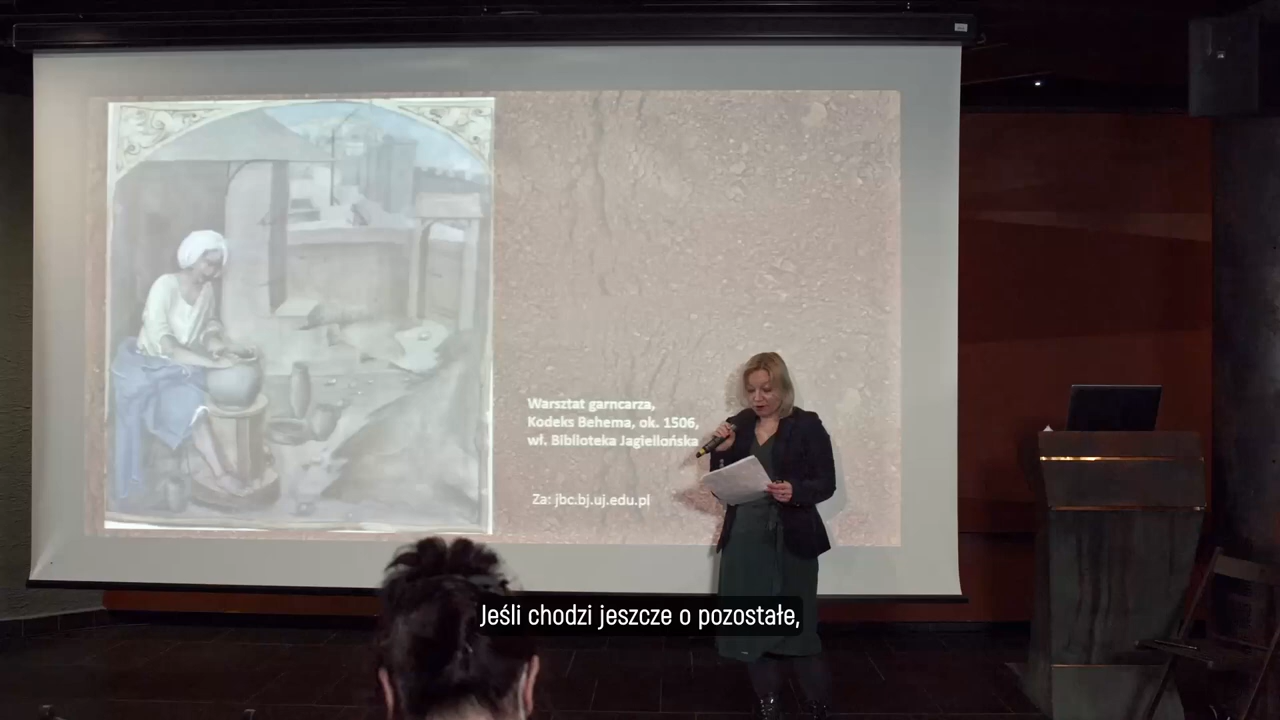 Warsztat garncarza,
Kodeks Behema, ok. 1506,
wł. Biblioteka Jagiellońska
Za: jbc.bj.uj.edu.pl
Jeśli chodzi jeszcze o pozostałe,